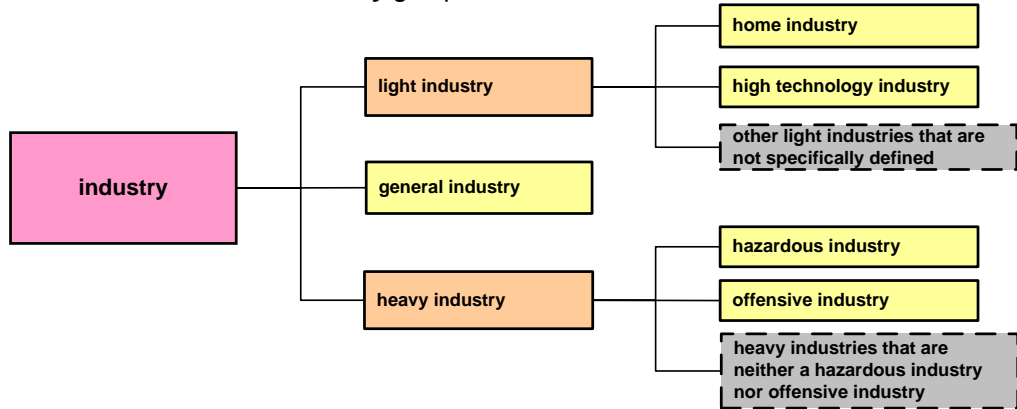 industry
light industry
general industry
heavy industry
home industry
high technology industry
other light industries that are
not specifically defined
hazardous industry
offensive industry
heavy industries that are
neither a hazardous industry
nor offensive industry